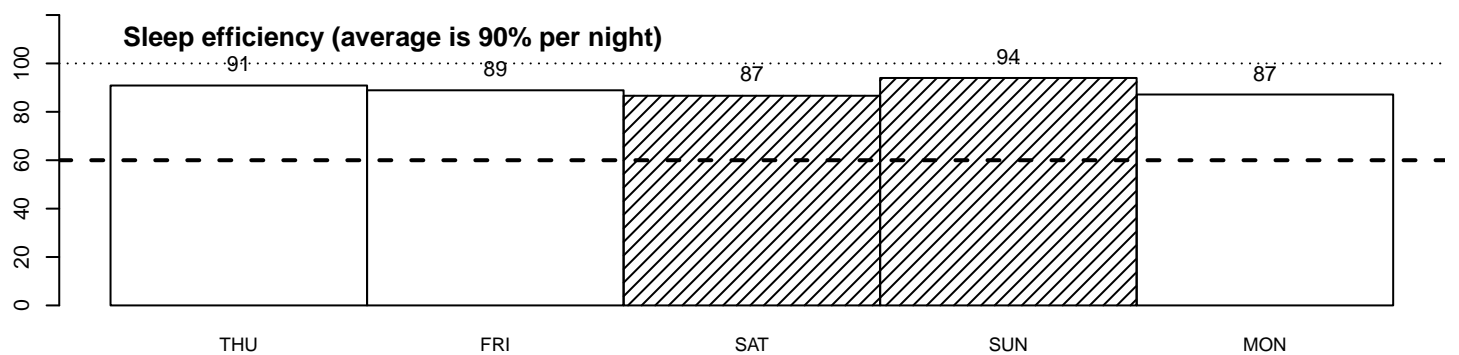 Sleep efficiency (average is 90% per night)
100
80
60
40
20
0
91
89
87
94
87
THU
FRI
SAT
SUN
MON